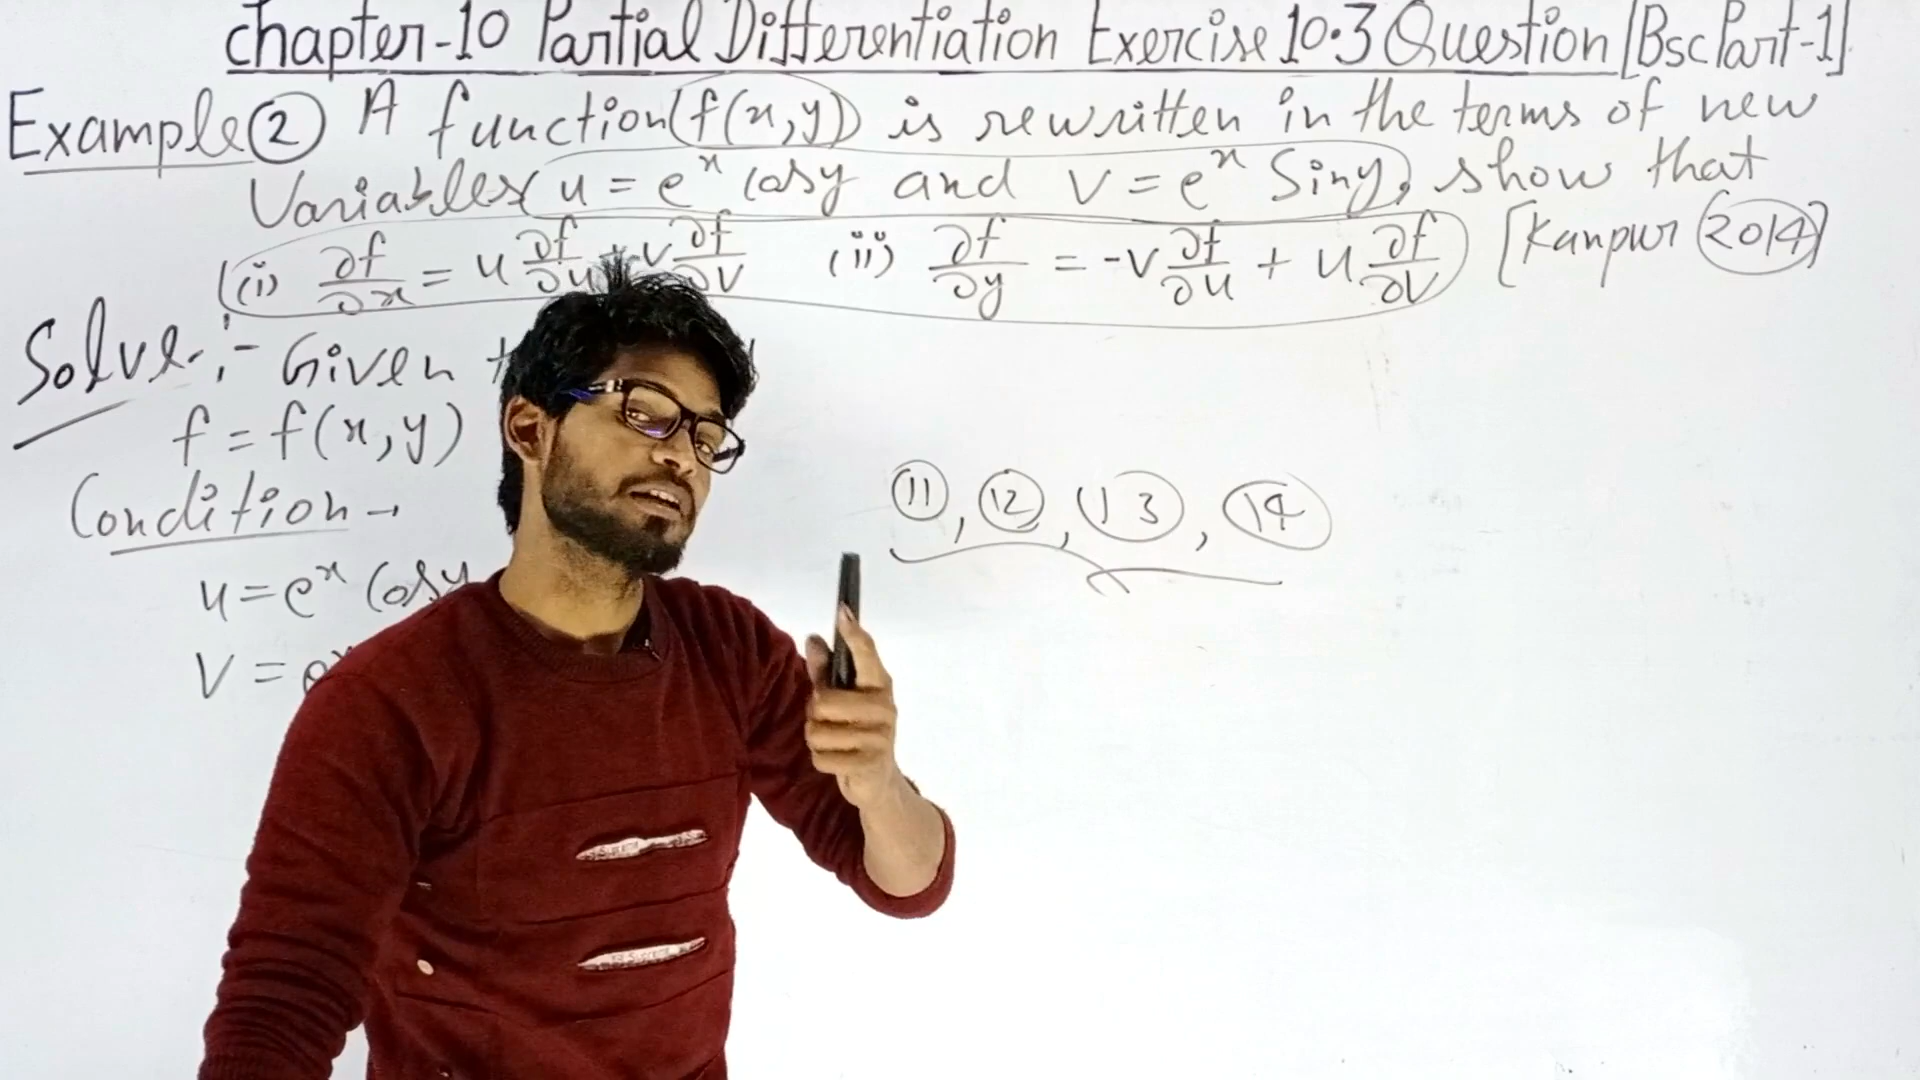 Chapter-10 Partial Differentiation Exercise 10.3 Question [Bsc Part-1]
Example ② A function f(x,y) is rewritten in the terms of new
Variables u = e^x Cosy and v = e^x Siny, show that
(i) ∂f/∂x = u ∂f/∂u + v ∂f/∂v (ii) ∂f/∂y = -v ∂f/∂u + u ∂f/∂v [Kanpur 2014]
Solve:- Given
f = f(x,y)
⑪, ⑫, ⑬, ⑭
Condition →
u = e^x Cosy
V = e^x